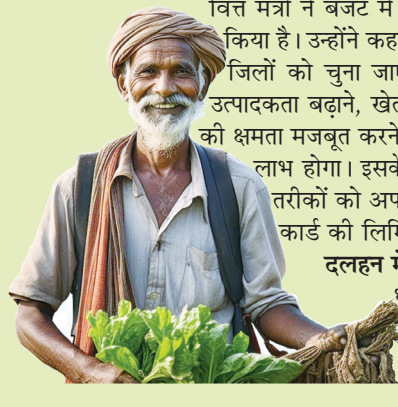 वित्त मंत्री ने बजट में
किया है। उन्होंने कह
जिलों को चुना जा
उत्पादकता बढ़ाने, खे
की क्षमता मजबूत करने
लाभ होगा। इसके
तरीकों को अप
कार्ड की लिमि
दलहन में